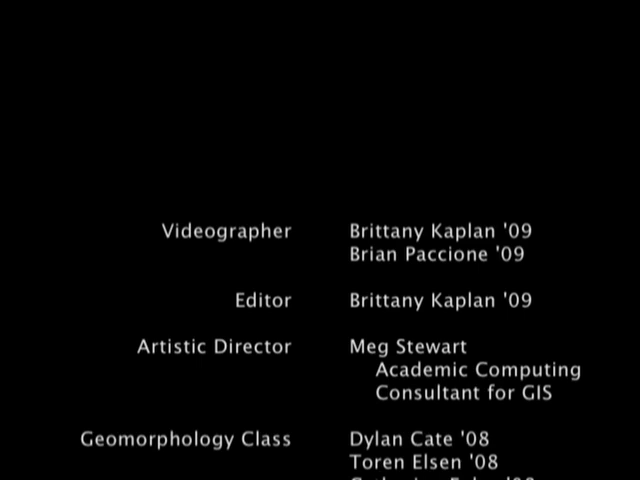 Videographer Brittany Kaplan '09
Brian Paccione '09
Editor Brittany Kaplan '09
Artistic Director Meg Stewart
Academic Computing
Consultant for GIS
Geomorphology Class Dylan Cate '08
Toren Elsen '08